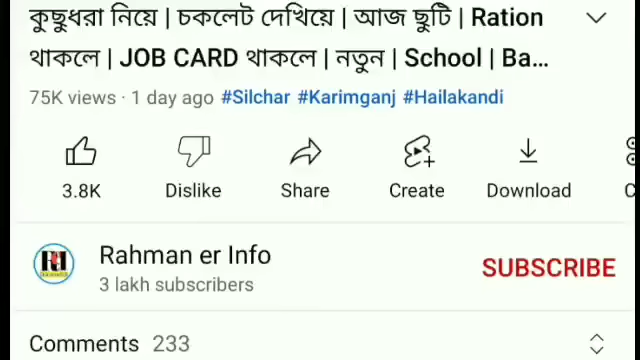 কুছুধরা নিয়ে | চকলেট দেখিয়ে | আজ ছুটি | Ration
থাকলে | JOB CARD থাকলে | নতুন | School | Ba...
75K views · 1 day ago #Silchar #Karimganj #Hailakandi
3.8K Dislike Share Create Download
Rahman er Info
SUBSCRIBE
3 lakh subscribers
Comments 233